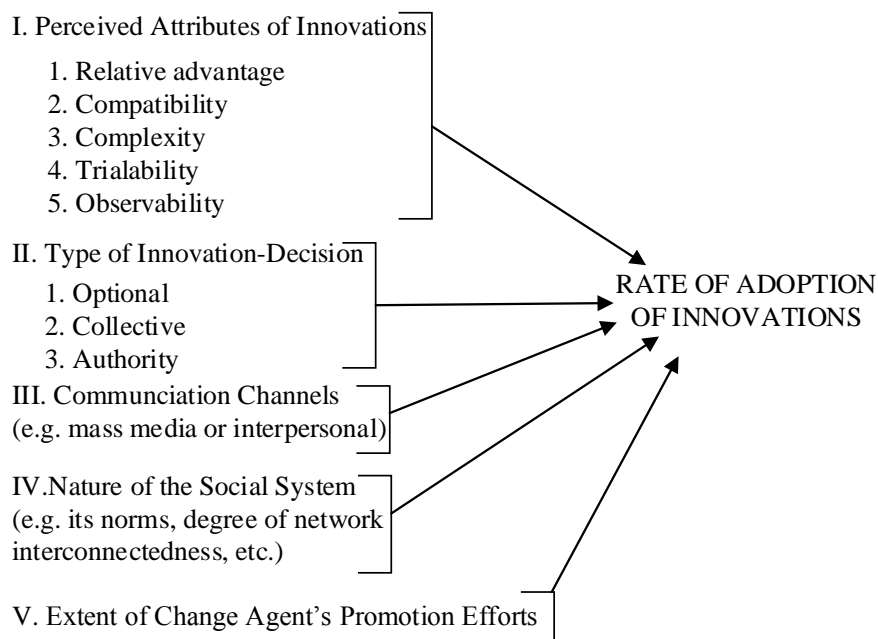 I. Perceived Attributes of Innovations
1. Relative advantage
2. Compatibility
3. Complexity
4. Trialability
5. Observability
II. Type of Innovation-Decision
1. Optional
2. Collective
3. Authority
III. Communciation Channels
(e.g. mass media or interpersonal)
IV.Nature of the Social System
(e.g. its norms, degree of network
interconnectedness, etc.)
V. Extent of Change Agent’s Promotion Efforts
RATE OF ADOPTION
OF INNOVATIONS